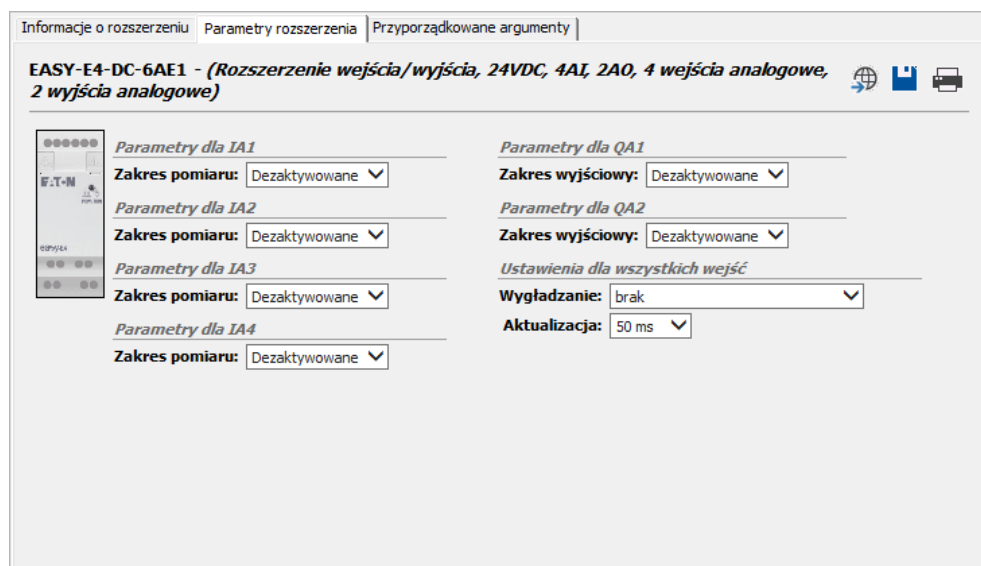 Informacje o rozszerzeniu Parametry rozszerzenia Przyporządkowane argumenty
EASY-E4-DC-6AE1 - (Rozszerzenie wejścia/wyjścia, 24VDC, 4AI, 2AO, 4 wejścia analogowe,
2 wyjścia analogowe)
E·T·N
Parametry dla IA1
Zakres pomiaru: Dezaktywowane
Parametry dla IA2
Zakres pomiaru: Dezaktywowane
Parametry dla IA3
Zakres pomiaru: Dezaktywowane
Parametry dla IA4
Zakres pomiaru: Dezaktywowane
Parametry dla QA1
Zakres wyjściowy: Dezaktywowane
Parametry dla QA2
Zakres wyjściowy: Dezaktywowane
Ustawienia dla wszystkich wejść
Wygładzanie: brak
Aktualizacja: 50 ms